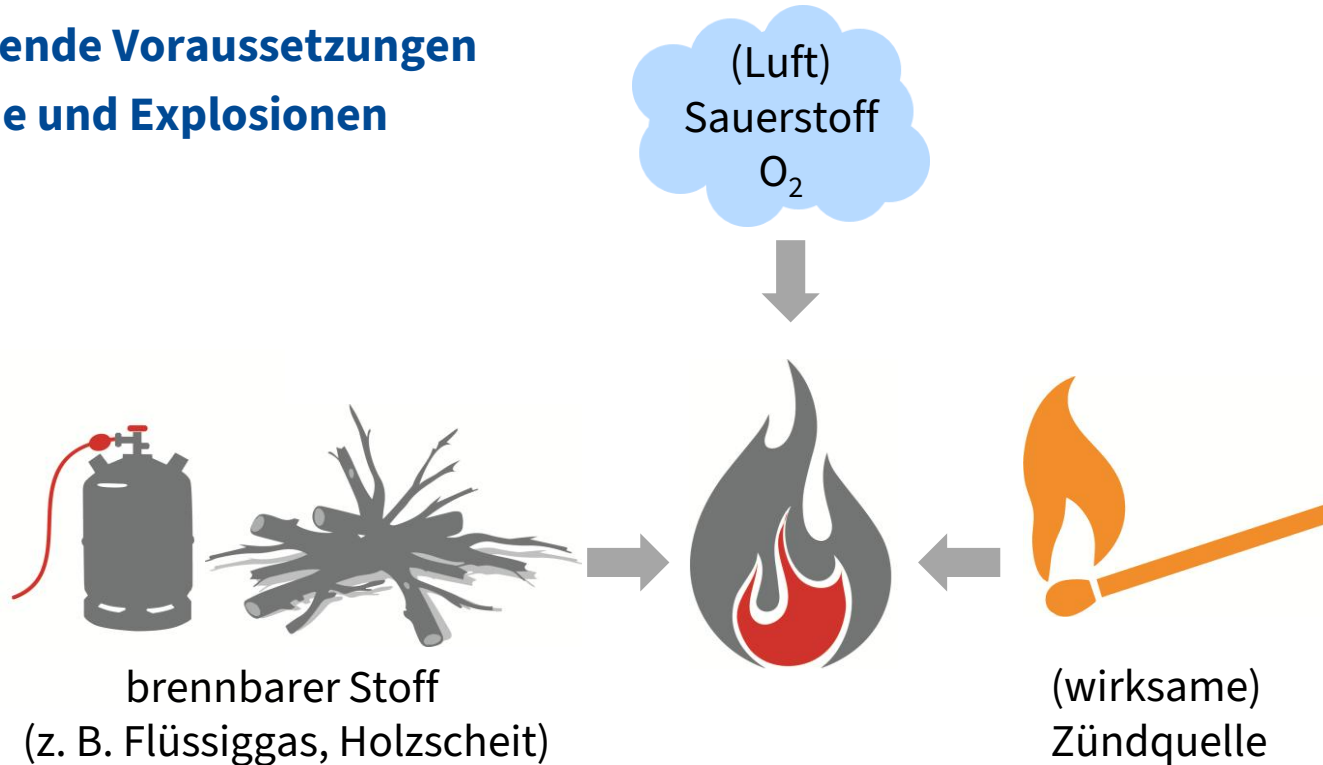 ende Voraussetzungen
e und Explosionen
(Luft)
Sauerstoff
O₂
brennbarer Stoff
(z. B. Flüssiggas, Holzscheit)
(wirksame)
Zündquelle